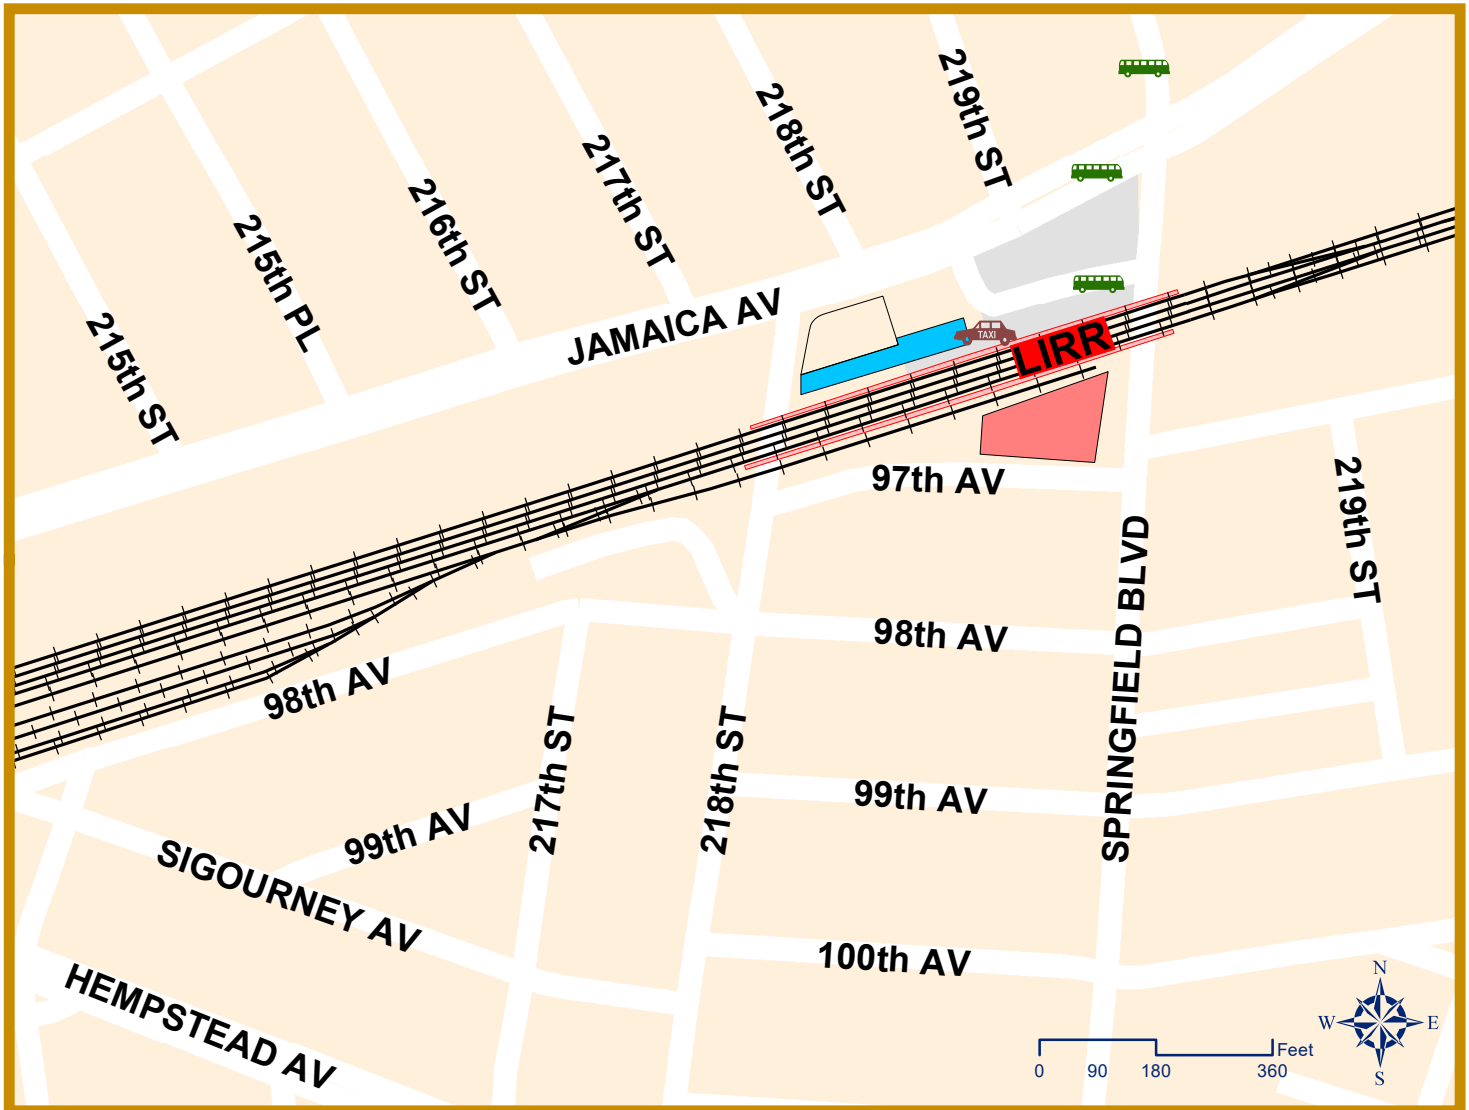 219th ST
218th ST
217th ST
216th ST
215th PL
215th ST
JAMAICA AV
TAXI
LIRR
97th AV
219th ST
SPRINGFIELD BLVD
98th AV
98th AV
217th ST
218th ST
99th AV
99th AV
SIGOURNEY AV
100th AV
HEMPSTEAD AV
N
W
E
S
Feet
0 90 180 360